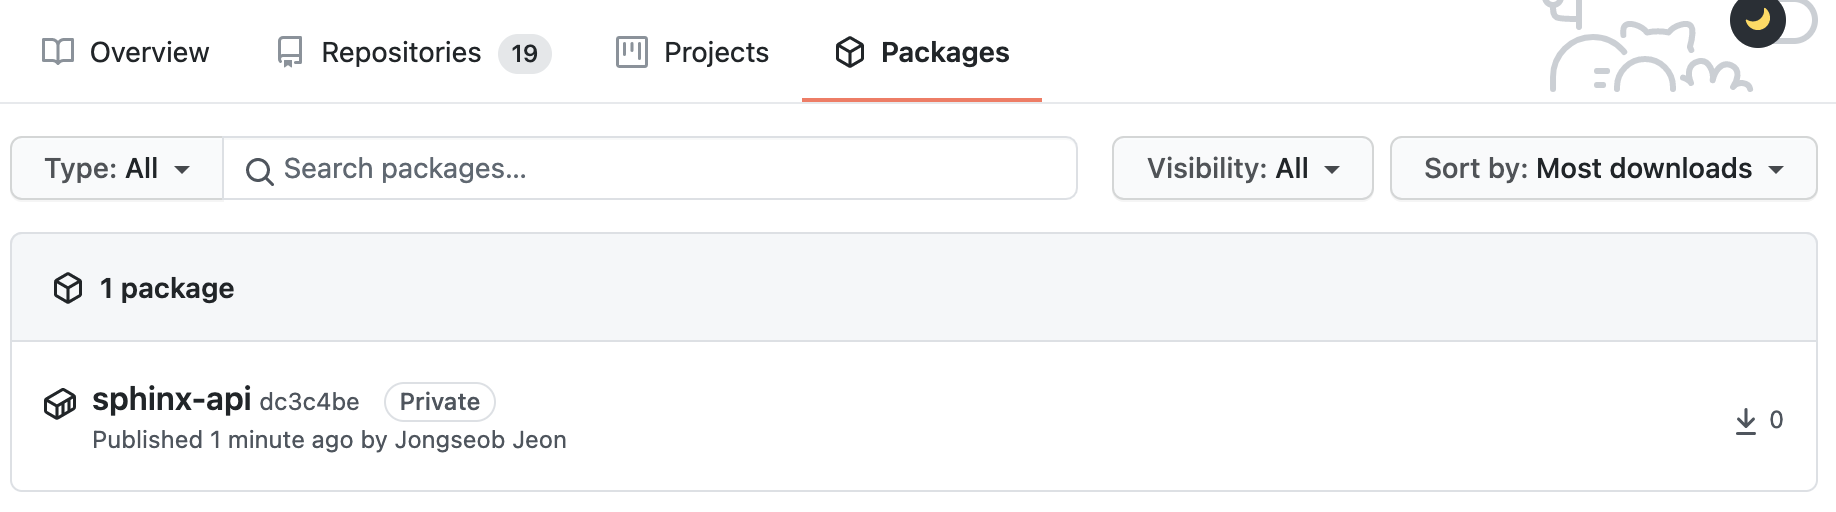 Overview Repositories 19 Projects Packages
Type: All Search packages... Visibility: All Sort by: Most downloads
1 package
sphinx-api dc3c4be Private
Published 1 minute ago by Jongseob Jeon
0